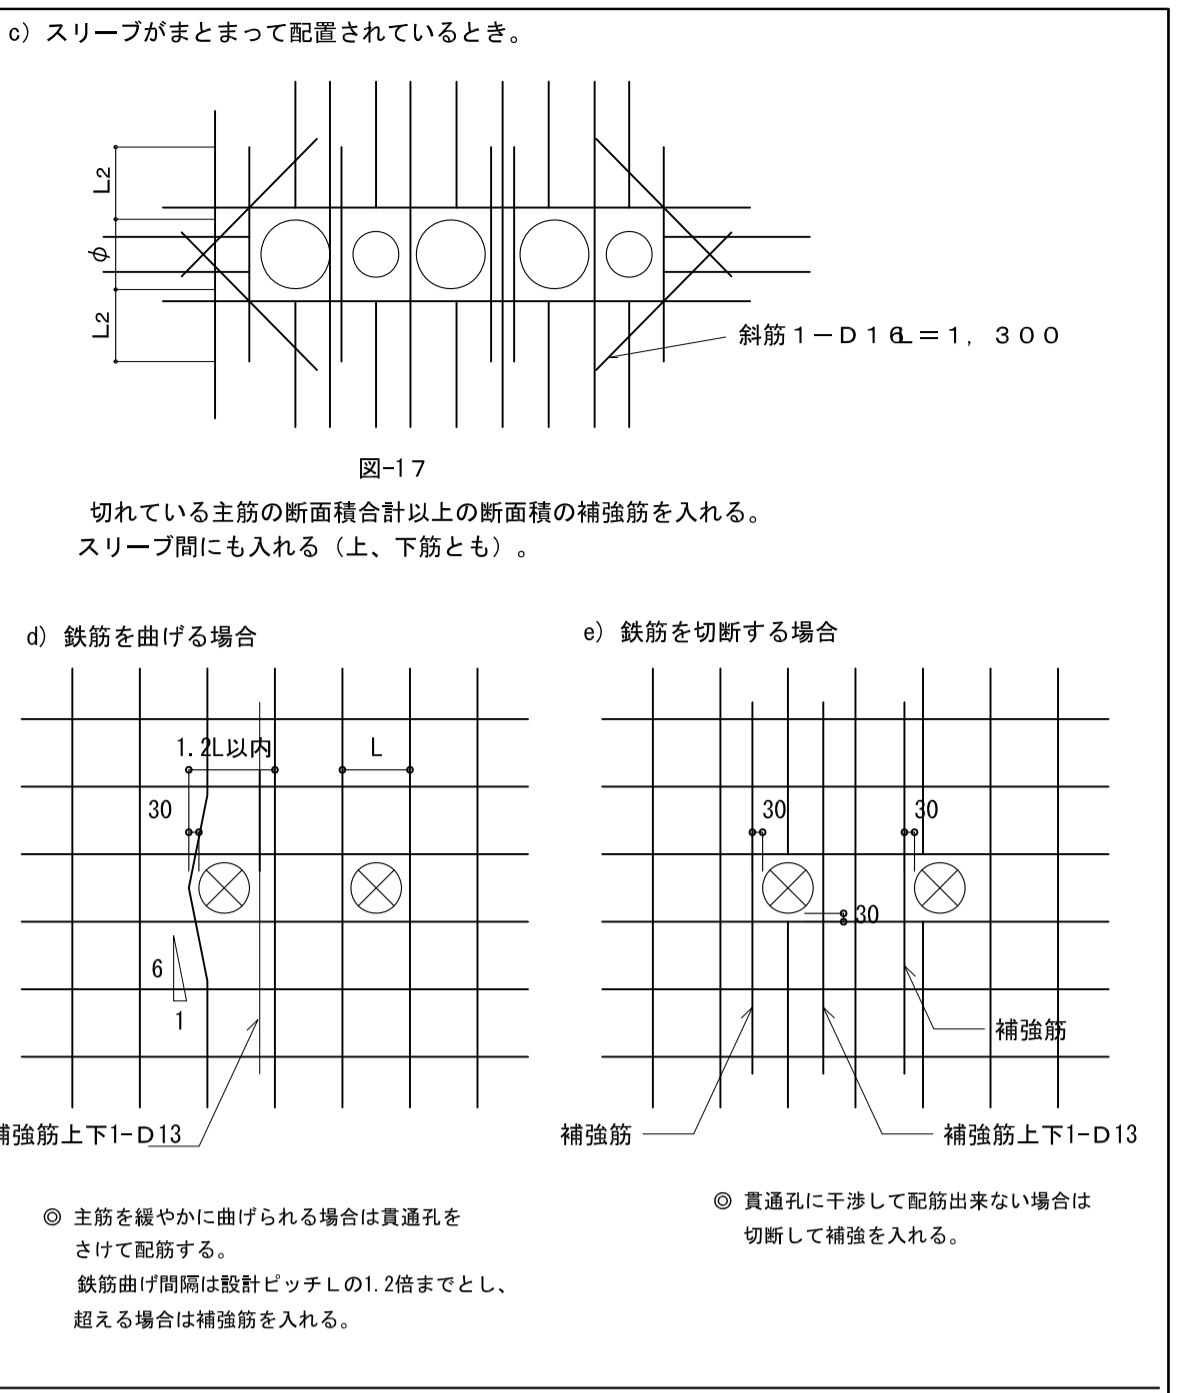 c) スリーブがまとまって配置されているとき。
L2
φ
L2
斜筋1-D16L=1, 300
図-17
切れている主筋の断面積合計以上の断面積の補強筋を入れる。
スリーブ間にも入れる（上、下筋とも）。
d) 鉄筋を曲げる場合
1.2L以内
L
30
6
1
補強筋上下1-D13
◎ 主筋を緩やかに曲げられる場合は貫通孔を
さけて配筋する。
鉄筋曲げ間隔は設計ピッチLの1.2倍までとし、
超える場合は補強筋を入れる。
e) 鉄筋を切断する場合
30
30
30
補強筋
補強筋
補強筋上下1-D13
◎ 貫通孔に干渉して配筋出来ない場合は
切断して補強を入れる。